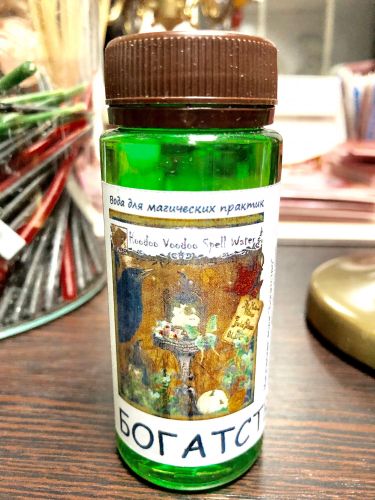 Вода для магических практик
Hoodoo Voodoo Spell Water
БОГАТСТ